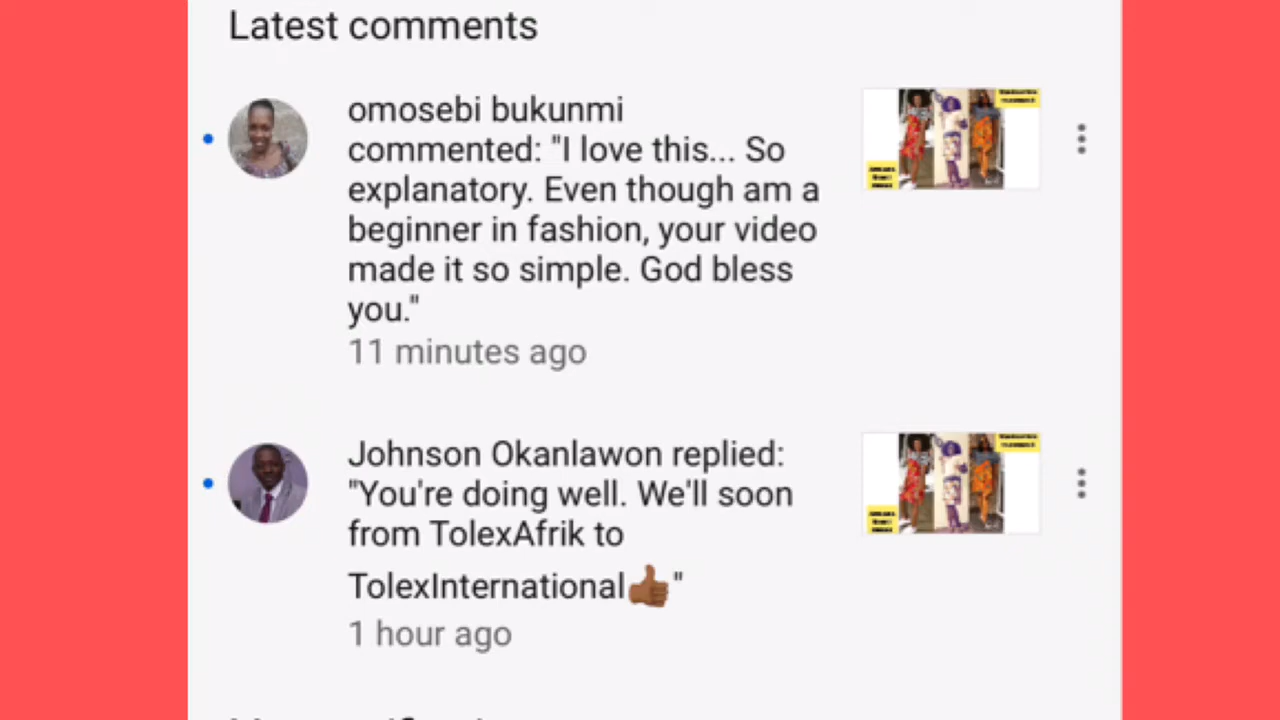 Latest comments
omosebi bukunmi
commented: "I love this... So
explanatory. Even though am a
beginner in fashion, your video
made it so simple. God bless
you."
11 minutes ago
Johnson Okanlawon replied:
"You're doing well. We'll soon
from TolexAfrik to
TolexInternational👍🏾"
1 hour ago